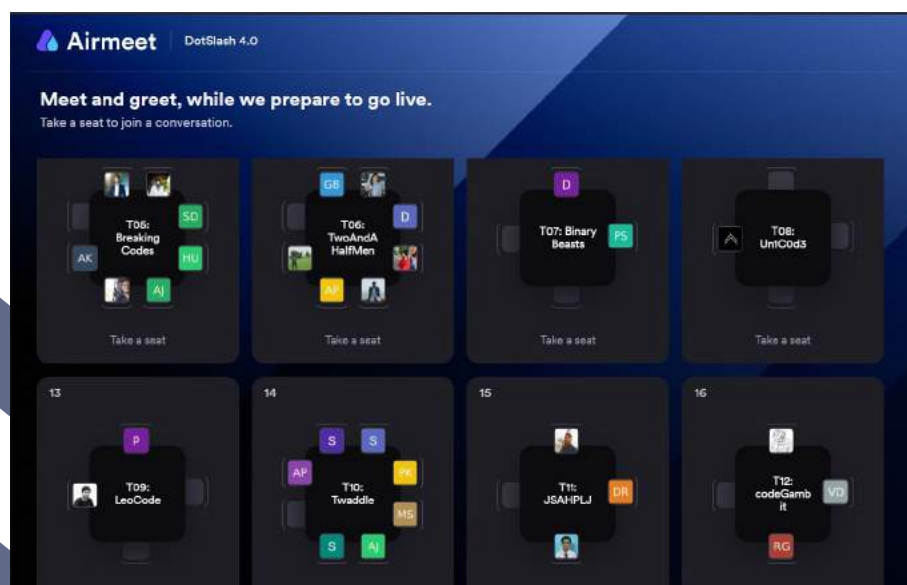 Airmeet
DotSlash 4.0
Meet and greet, while we prepare to go live.
Take a seat to join a conversation.
T05:
Breaking
Codes
SD
AK
HU
AJ
Take a seat
GB
T06:
TwoAndA
HalfMen
D
AP
Take a seat
D
T07: Binary
Beasts
PS
Take a seat
T08:
Un1C0d3
Take a seat
13
P
T09:
LeoCode
14
S
S
AP
T10:
Twaddle
PK
MS
S
AJ
15
T11:
JSAHPLJ
DR
16
T12:
codeGamb
it
VD
RG